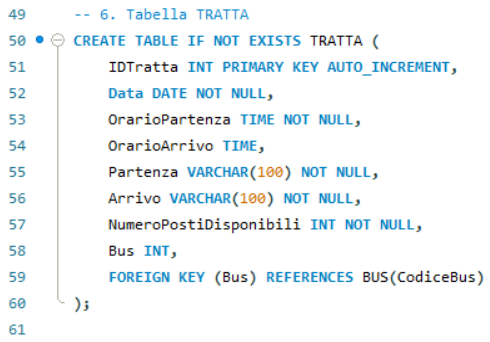 49 -- 6. Tabella TRATTA
50 CREATE TABLE IF NOT EXISTS TRATTA (
51 IDTratta INT PRIMARY KEY AUTO_INCREMENT,
52 Data DATE NOT NULL,
53 OrarioPartenza TIME NOT NULL,
54 OrarioArrivo TIME,
55 Partenza VARCHAR(100) NOT NULL,
56 Arrivo VARCHAR(100) NOT NULL,
57 NumeroPostiDisponibili INT NOT NULL,
58 Bus INT,
59 FOREIGN KEY (Bus) REFERENCES BUS(CodiceBus)
60 );
61